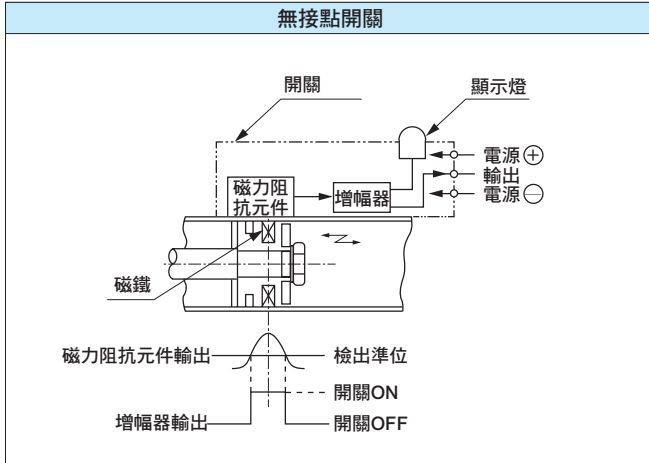 無接點開關
開關
顯示燈
電源⊕
輸出
電源⊖
磁力阻
抗元件
增幅器
磁鐵
磁力阻抗元件輸出
檢出準位
開關ON
增幅器輸出
開關OFF